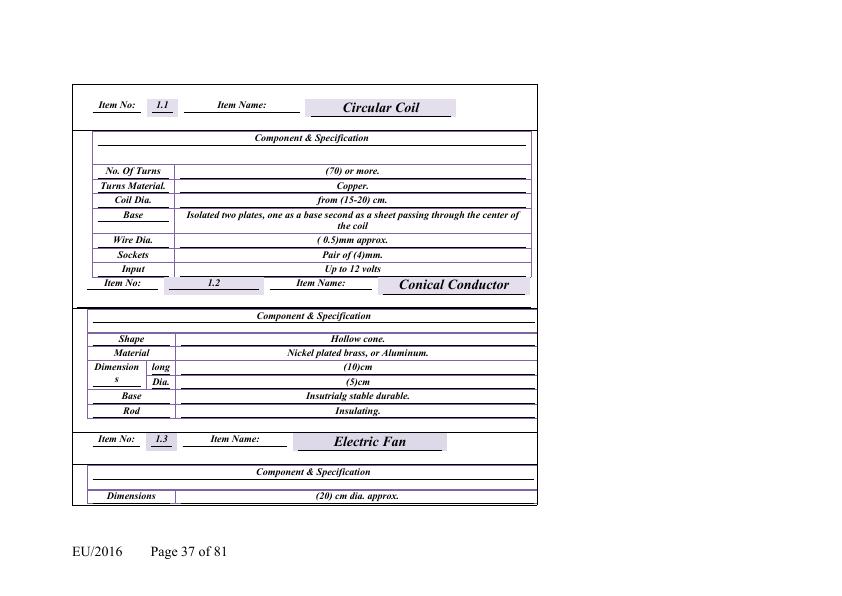 Item No: 1.1 Item Name: Circular Coil
Component & Specification
No. Of Turns (70) or more.
Turns Material. Copper.
Coil Dia. from (15-20) cm.
Base Isolated two plates, one as a base second as a sheet passing through the center of
the coil
Wire Dia. ( 0.5)mm approx.
Sockets Pair of (4)mm.
Input Up to 12 volts
Item No: 1.2 Item Name: Conical Conductor
Component & Specification
Shape Hollow cone.
Material Nickel plated brass, or Aluminum.
Dimension long (10)cm
s Dia. (5)cm
Base Insutrialg stable durable.
Rod Insulating.
Item No: 1.3 Item Name: Electric Fan
Component & Specification
Dimensions (20) cm dia. approx.
EU/2016 Page 37 of 81